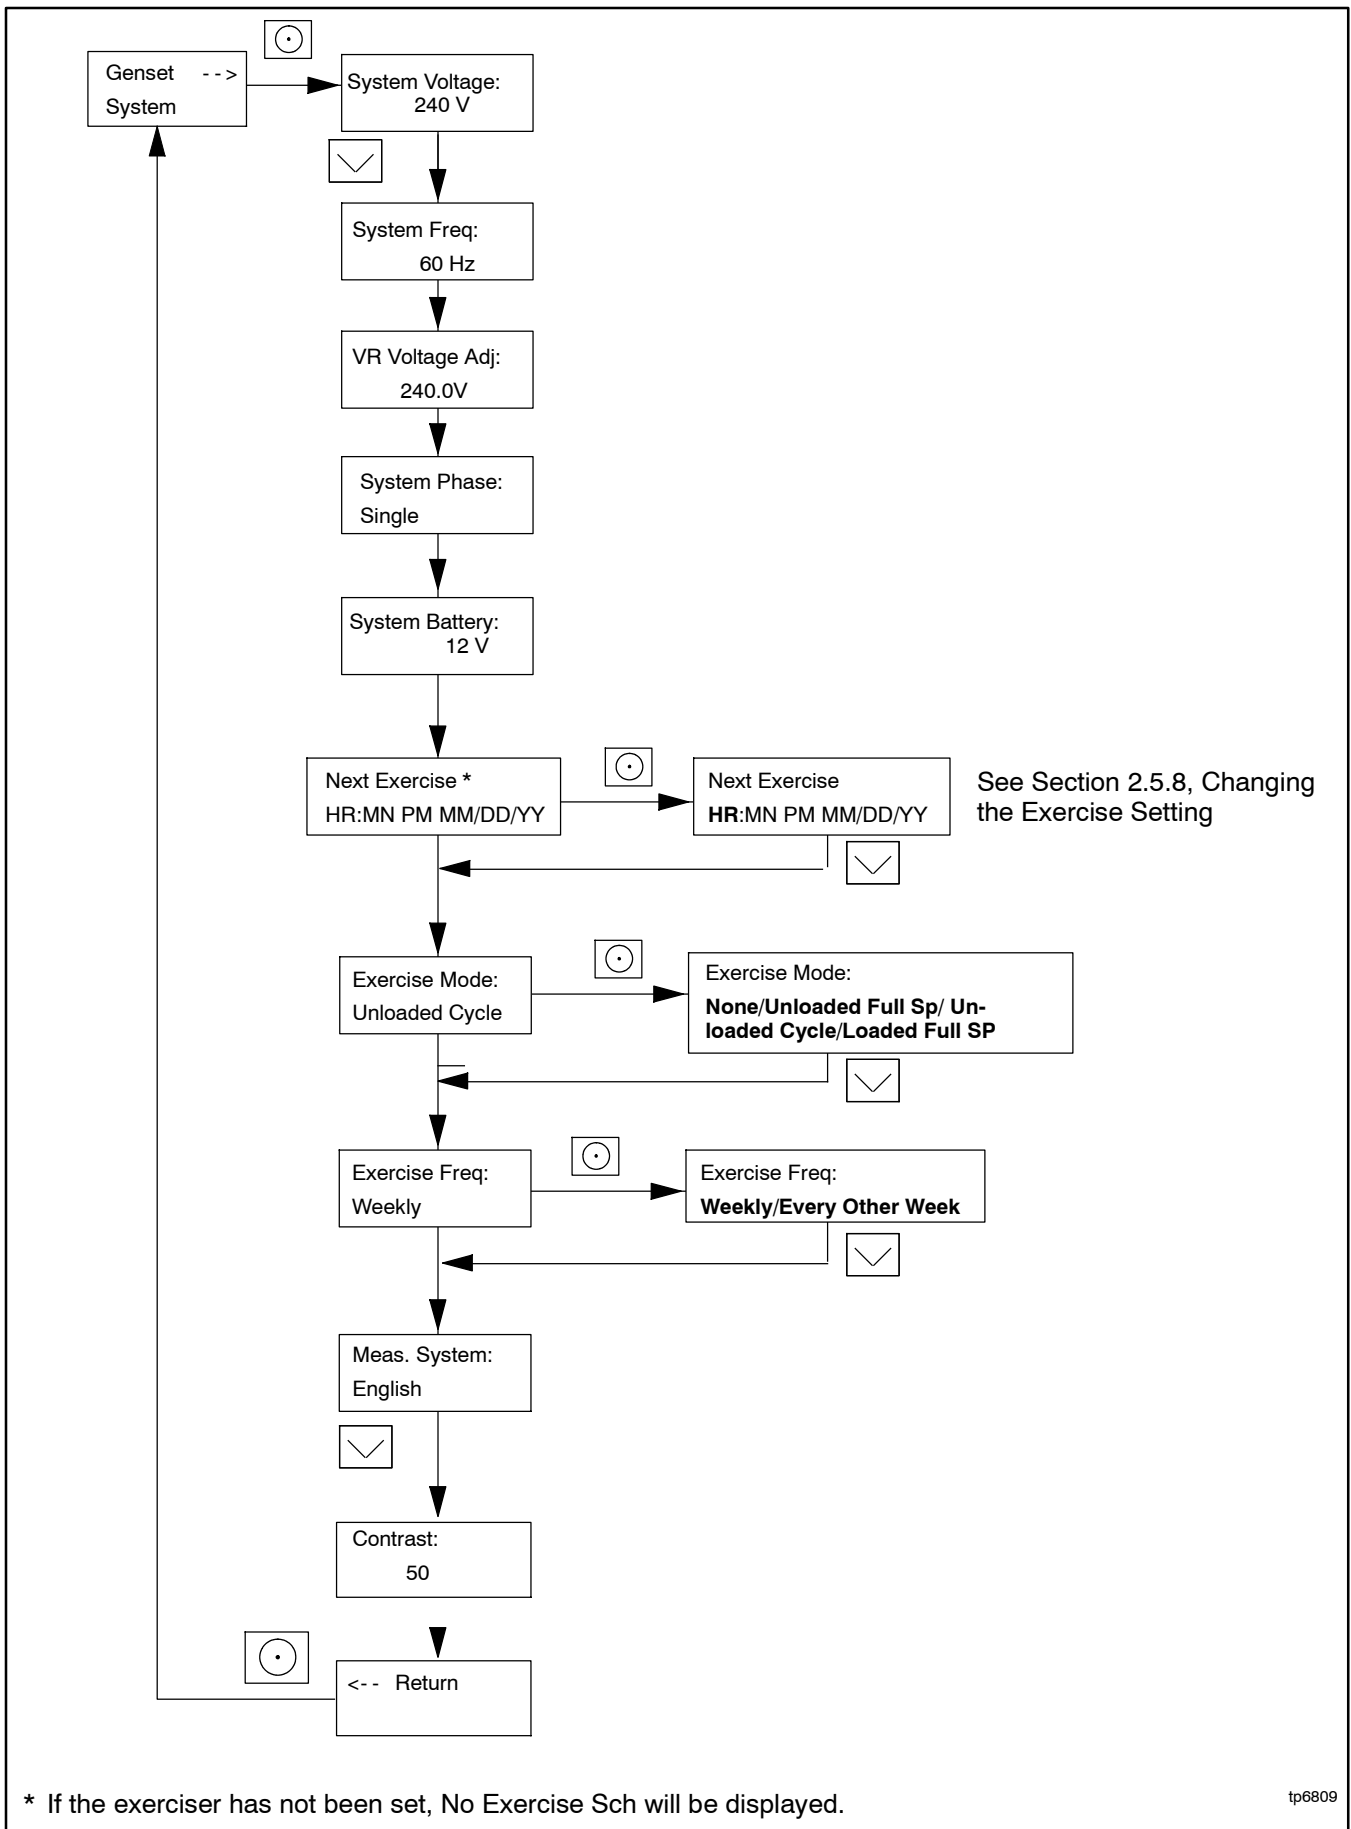 Genset -->
System
System Voltage:
240 V
System Freq:
60 Hz
VR Voltage Adj:
240.0V
System Phase:
Single
System Battery:
12 V
Next Exercise *
HR:MN PM MM/DD/YY
Next Exercise
HR:MN PM MM/DD/YY
See Section 2.5.8, Changing
the Exercise Setting
Exercise Mode:
Unloaded Cycle
Exercise Mode:
None/Unloaded Full Sp/ Un-
loaded Cycle/Loaded Full SP
Exercise Freq:
Weekly
Exercise Freq:
Weekly/Every Other Week
Meas. System:
English
Contrast:
50
<-- Return
* If the exerciser has not been set, No Exercise Sch will be displayed.
tp6809